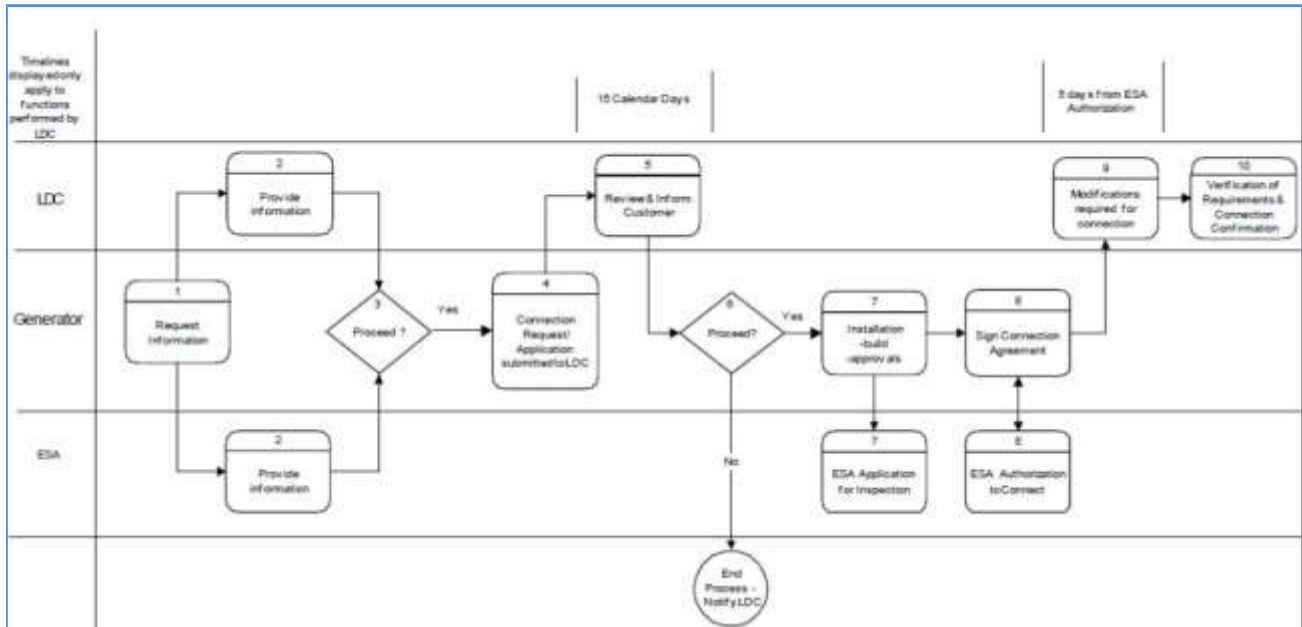 Timelines
displayed only
apply to
functions
performed by
LDC
15 Calendar Days
5 days from ESA
Authorization
LDC
2
Provide
information
5
Review & Inform
Customer
9
Modifications
required for
connection
10
Verification of
Requirements &
Connection
Confirmation
Generator
1
Request
Information
3
Proceed ?
Yes
4
Connection
Request/
Application:
submitted to LDC
6
Proceed?
Yes
7
Installation
-build
-approvals
8
Sign Connection
Agreement
ESA
2
Provide
information
No
7
ESA Application
for Inspection
8
ESA Authorization
to Connect
End
Process -
Notify LDC